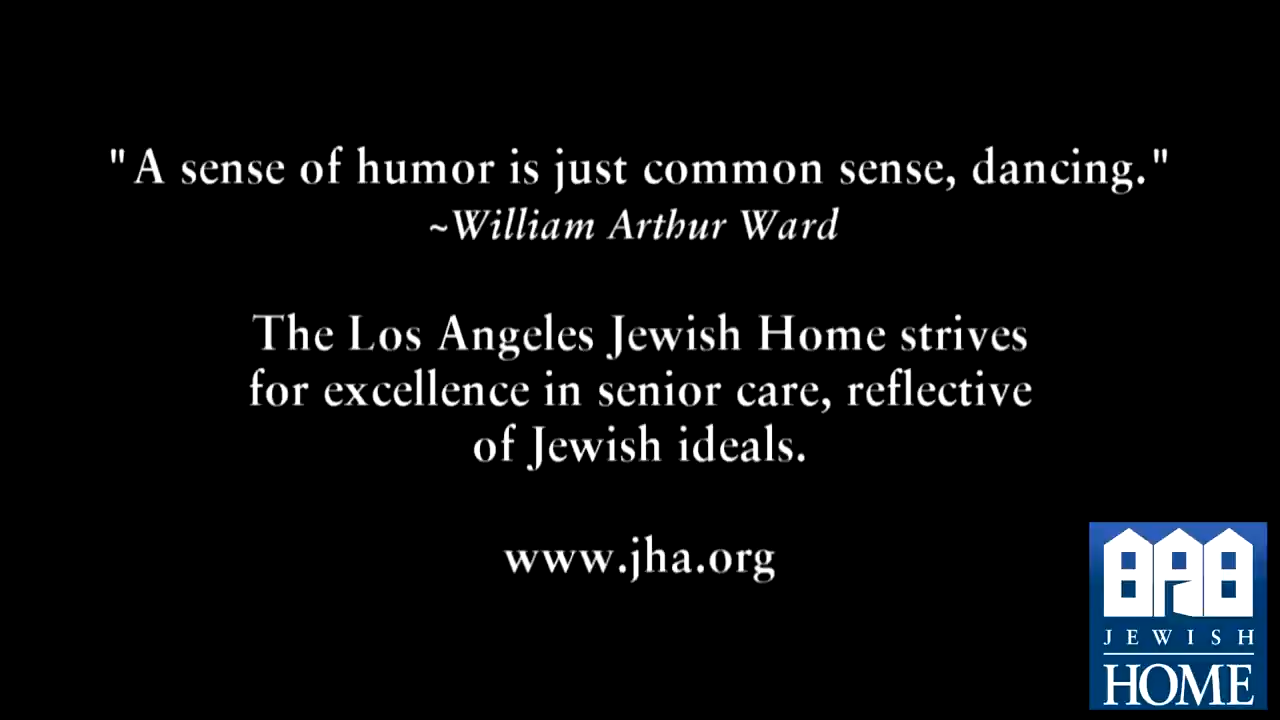 "A sense of humor is just common sense, dancing."
~William Arthur Ward
The Los Angeles Jewish Home strives
for excellence in senior care, reflective
of Jewish ideals.
www.jha.org
JEWISH
HOME